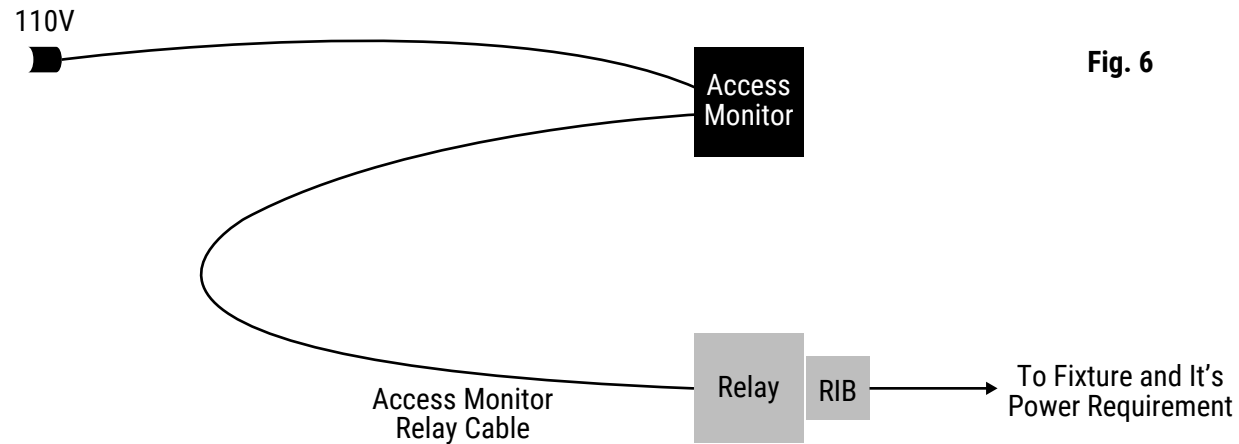 110V
Fig. 6
Access
Monitor
Access Monitor
Relay Cable
Relay
RIB
To Fixture and It’s
Power Requirement